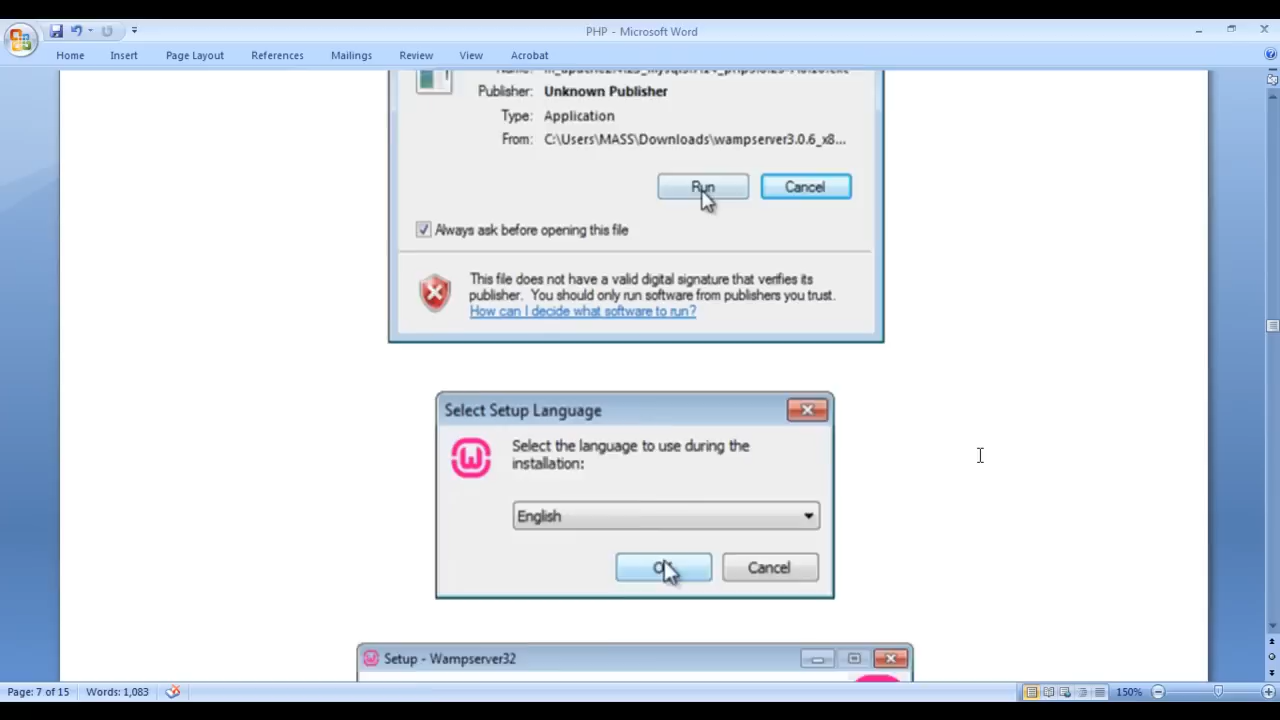 PHP - Microsoft Word
Home Insert Page Layout References Mailings Review View Acrobat
Publisher: Unknown Publisher
Type: Application
From: C:\Users\MASS\Downloads\wampserver3.0.6_x8...
Run Cancel
Always ask before opening this file
This file does not have a valid digital signature that verifies its
publisher. You should only run software from publishers you trust.
How can I decide what software to run?
Select Setup Language
Select the language to use during the
installation:
English
Cancel
Setup - Wampserver32
Page: 7 of 15 Words: 1,083 150%